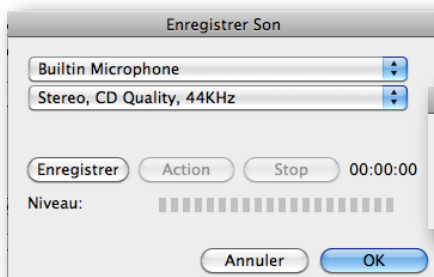 Enregistrer Son
Builtin Microphone
Stereo, CD Quality, 44KHz
Enregistrer Action Stop 00:00:00
Niveau:
Annuler OK